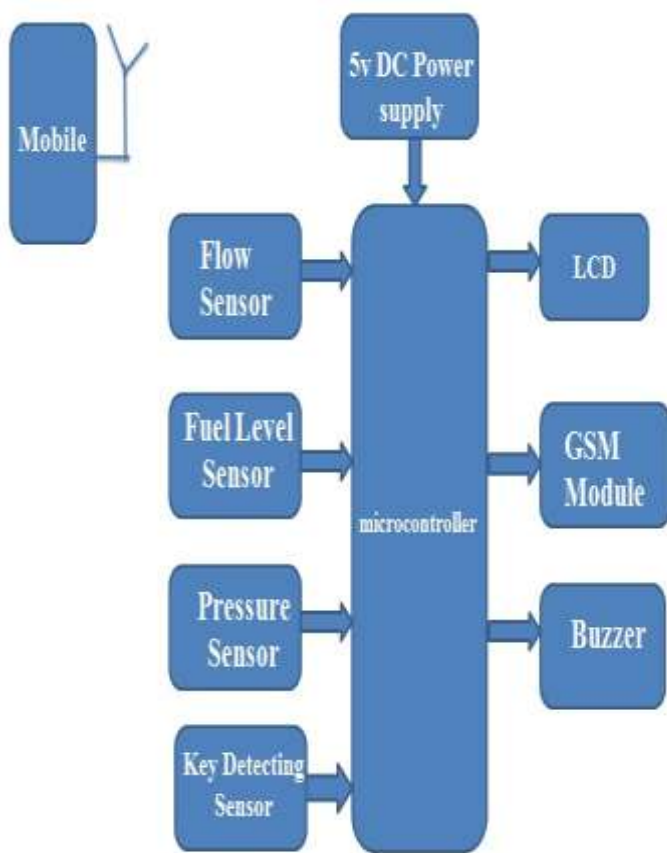 Mobile
5v DC Power
supply
Flow
Sensor
LCD
Fuel Level
Sensor
GSM
Module
microcontroller
Pressure
Sensor
Buzzer
Key Detecting
Sensor